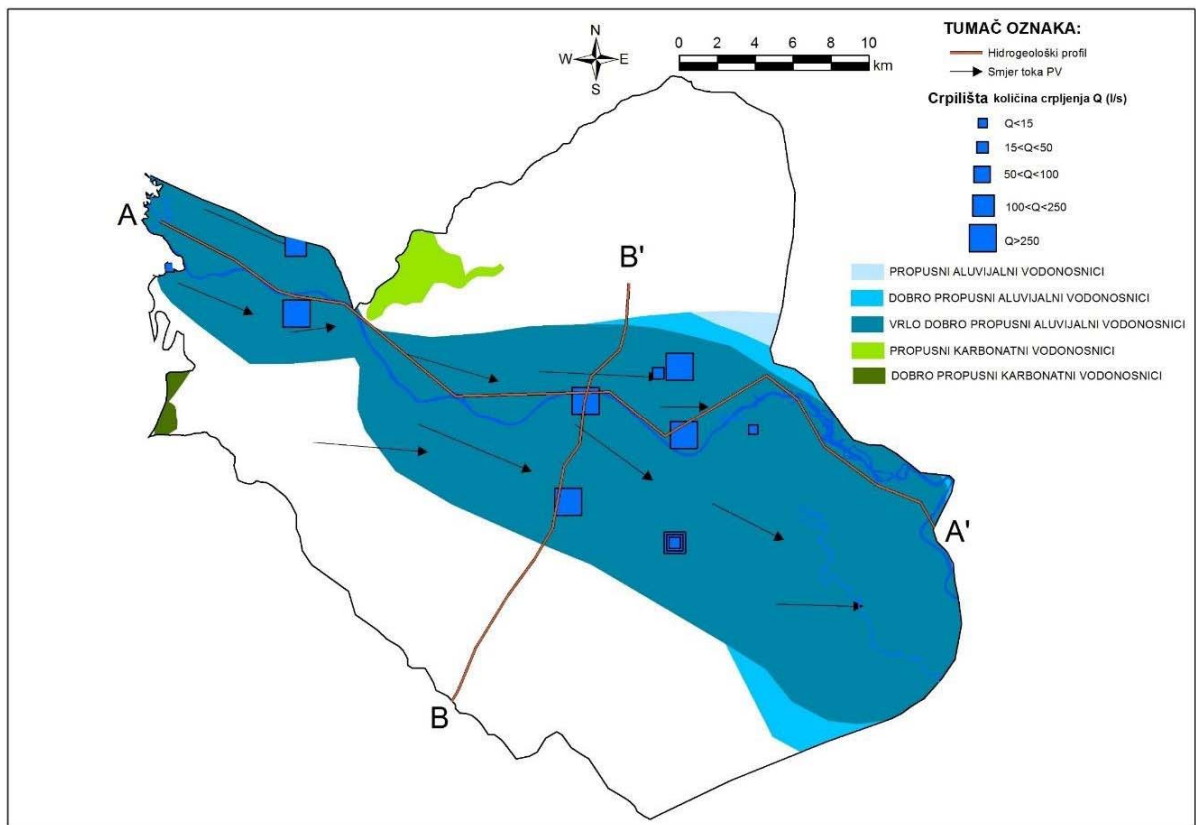 TUMAČ OZNAKA:
Hidrogeološki profil
Smjer toka PV
Crpilišta količina crpljenja Q (l/s)
Q<15
15<Q<50
50<Q<100
100<Q<250
Q>250
PROPUSNI ALUVIJALNI VODONOSNICI
DOBRO PROPUSNI ALUVIJALNI VODONOSNICI
VRLO DOBRO PROPUSNI ALUVIJALNI VODONOSNICI
PROPUSNI KARBONATNI VODONOSNICI
DOBRO PROPUSNI KARBONATNI VODONOSNICI
N
W E
S
0 2 4 6 8 10
km
A
B'
A'
B